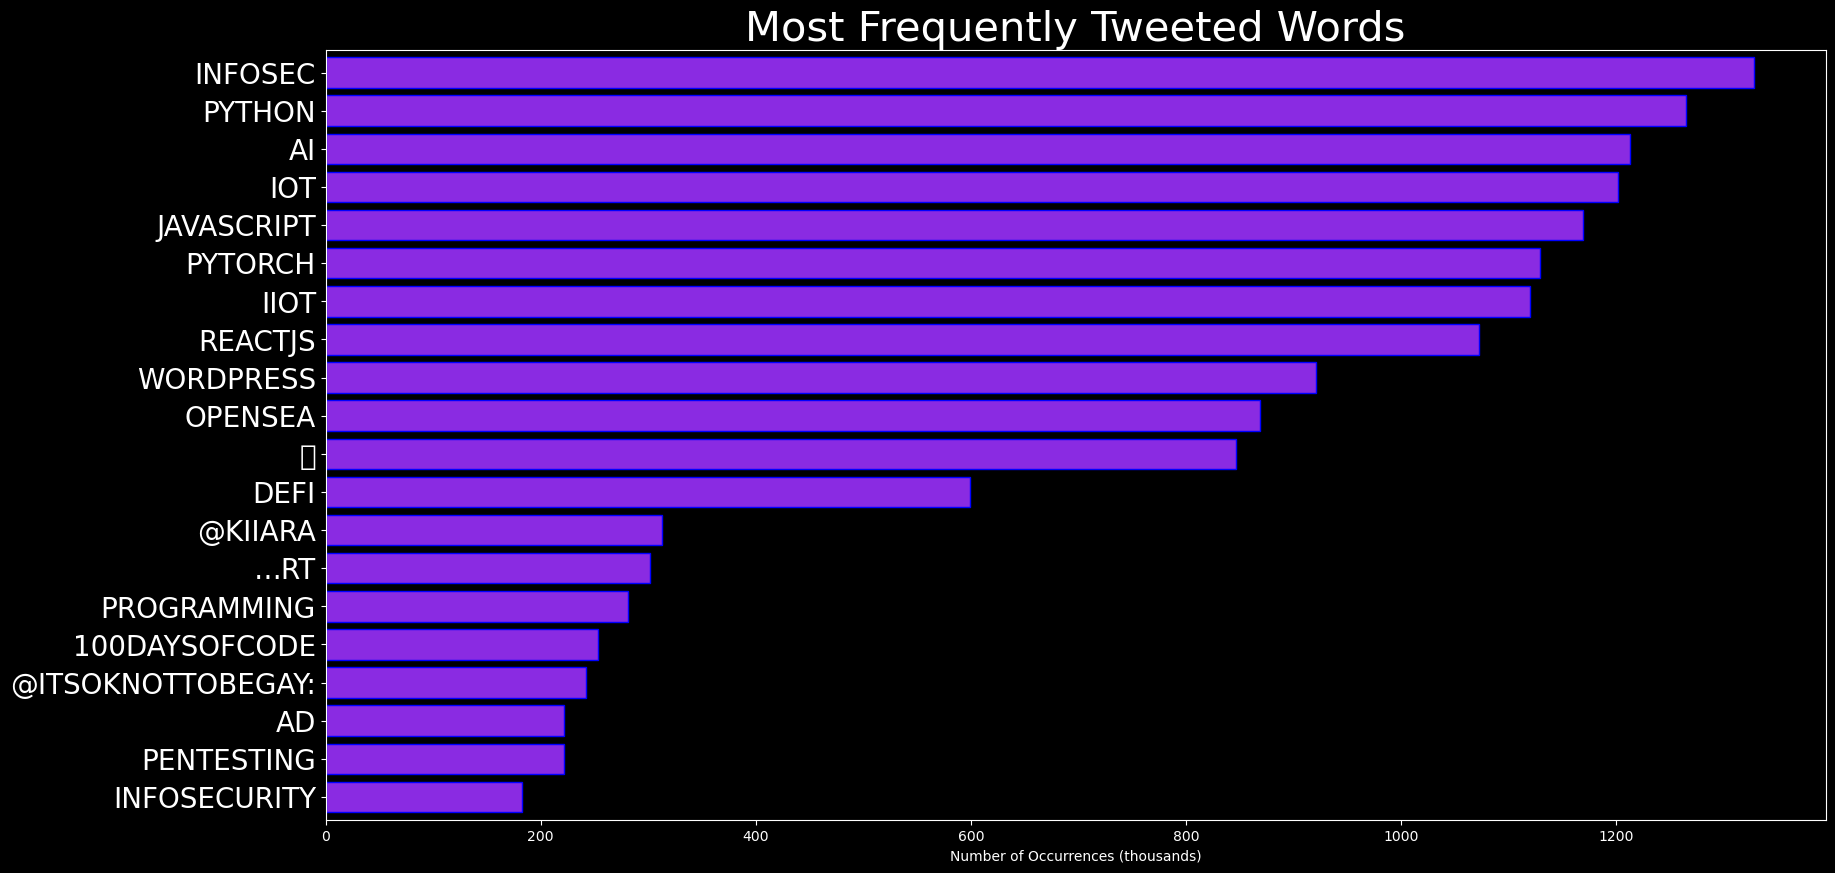 Most Frequently Tweeted Words
INFOSEC
PYTHON
AI
IOT
JAVASCRIPT
PYTORCH
IIOT
REACTJS
WORDPRESS
OPENSEA
DEFI
@KIIARA
…RT
PROGRAMMING
100DAYSOFCODE
@ITSOKNOTTOBEGAY:
AD
PENTESTING
INFOSECURITY
0 200 400 600 800 1000 1200
Number of Occurrences (thousands)